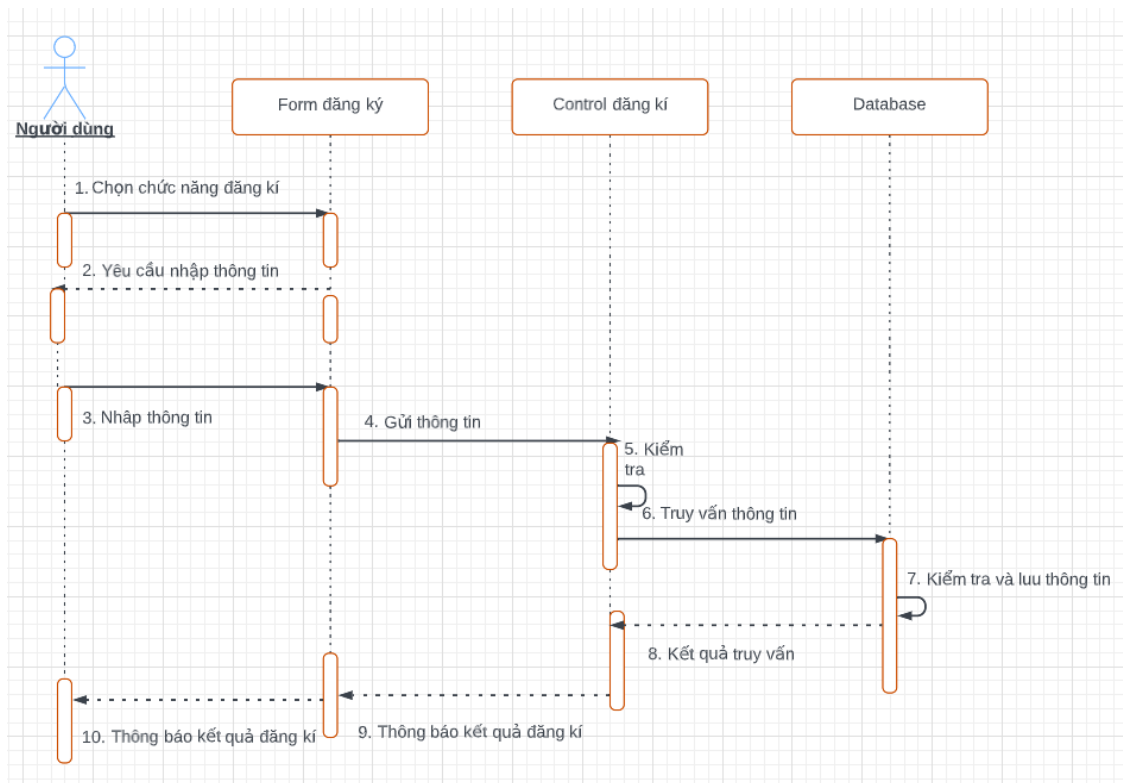 Người dùng
Form đăng ký
Control đăng kí
Database
1. Chọn chức năng đăng kí
2. Yêu cầu nhập thông tin
3. Nhâp thông tin
4. Gửi thông tin
5. Kiểm
tra
6. Truy vấn thông tin
7. Kiểm tra và luu thông tin
8. Kết quả truy vấn
9. Thông báo kết quả đăng kí
10. Thông báo kết quả đăng kí